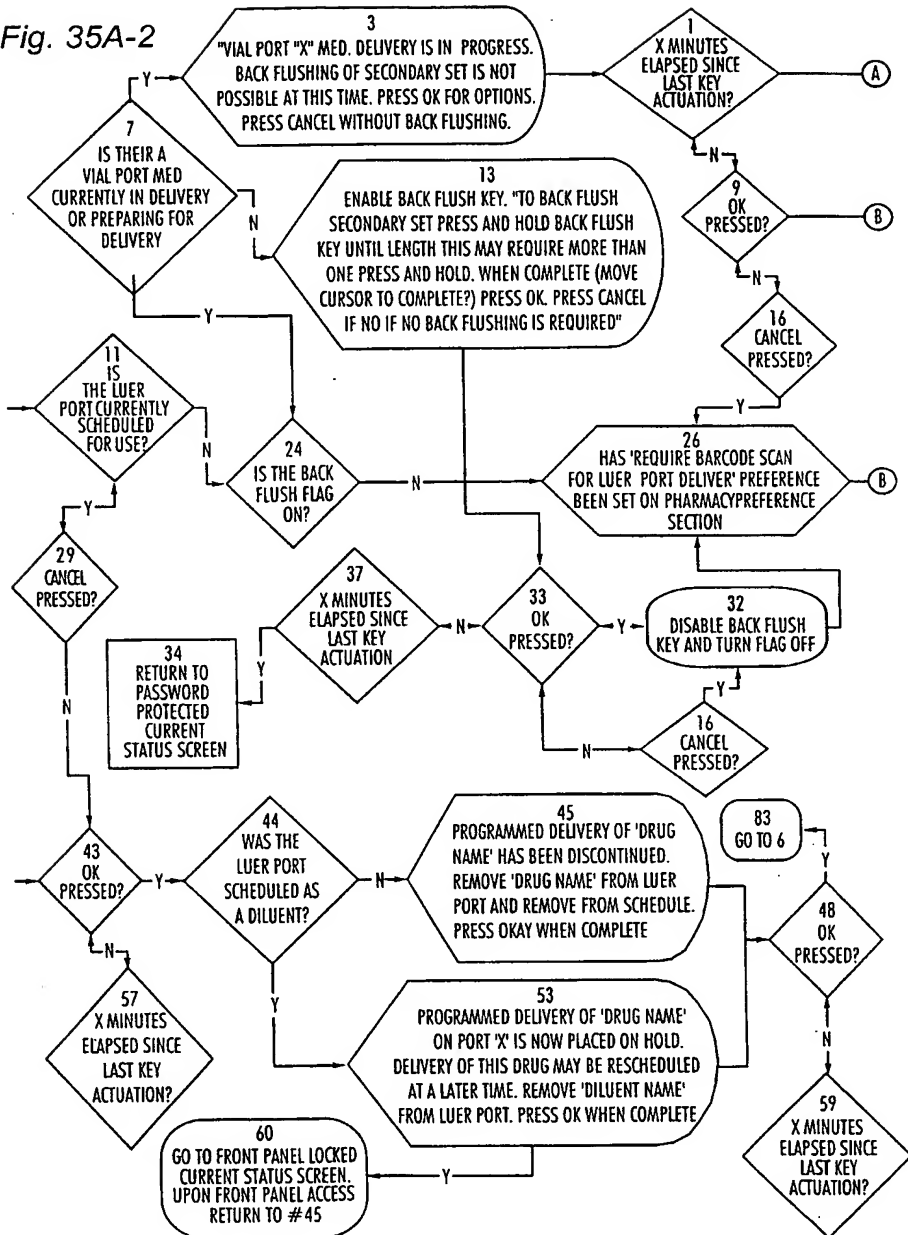 Fig. 35A-2
3
"VIAL PORT "X" MED. DELIVERY IS IN PROGRESS.
BACK FLUSHING OF SECONDARY SET IS NOT
POSSIBLE AT THIS TIME. PRESS OK FOR OPTIONS.
PRESS CANCEL WITHOUT BACK FLUSHING.
1
X MINUTES
ELAPSED SINCE
LAST KEY
ACTUATION?
A
Y
7
IS THEIR A
VIAL PORT MED
CURRENTLY IN DELIVERY
OR PREPARING FOR
DELIVERY
N
Y
13
ENABLE BACK FLUSH KEY. "TO BACK FLUSH
SECONDARY SET PRESS AND HOLD BACK FLUSH
KEY UNTIL LENGTH THIS MAY REQUIRE MORE THAN
ONE PRESS AND HOLD. WHEN COMPLETE (MOVE
CURSOR TO COMPLETE?) PRESS OK. PRESS CANCEL
IF NO IF NO BACK FLUSHING IS REQUIRED"
N
9
OK
PRESSED?
B
N
16
CANCEL
PRESSED?
Y
11
IS
THE LUER
PORT CURRENTLY
SCHEDULED
FOR USE?
N
Y
24
IS THE BACK
FLUSH FLAG
ON?
N
26
HAS 'REQUIRE BARCODE SCAN
FOR LUER PORT DELIVER' PREFERENCE
BEEN SET ON PHARMACYPREFERENCE
SECTION
B
29
CANCEL
PRESSED?
N
37
X MINUTES
ELAPSED SINCE
LAST KEY
ACTUATION
Y
N
33
OK
PRESSED?
Y
32
DISABLE BACK FLUSH
KEY AND TURN FLAG OFF
34
RETURN TO
PASSWORD
PROTECTED
CURRENT
STATUS SCREEN
N
Y
16
CANCEL
PRESSED?
43
OK
PRESSED?
Y
44
WAS THE
LUER PORT
SCHEDULED AS
A DILUENT?
N
Y
45
PROGRAMMED DELIVERY OF 'DRUG
NAME' HAS BEEN DISCONTINUED.
REMOVE 'DRUG NAME' FROM LUER
PORT AND REMOVE FROM SCHEDULE.
PRESS OKAY WHEN COMPLETE
83
GO TO 6
Y
48
OK
PRESSED?
N
N
57
X MINUTES
ELAPSED SINCE
LAST KEY
ACTUATION?
53
PROGRAMMED DELIVERY OF 'DRUG NAME'
ON PORT 'X' IS NOW PLACED ON HOLD.
DELIVERY OF THIS DRUG MAY BE RESCHEDULED
AT A LATER TIME. REMOVE 'DILUENT NAME'
FROM LUER PORT. PRESS OK WHEN COMPLETE
59
X MINUTES
ELAPSED SINCE
LAST KEY
ACTUATION?
60
GO TO FRONT PANEL LOCKED
CURRENT STATUS SCREEN.
UPON FRONT PANEL ACCESS
RETURN TO #45
Y